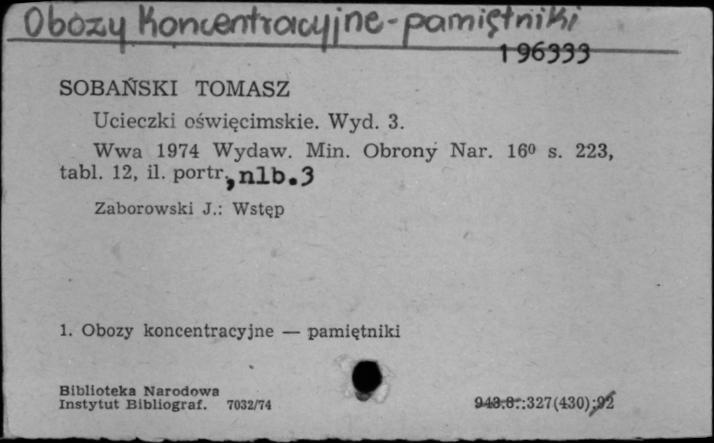 Obozy Koncentracyjne-pamiętniki
196333
SOBAŃSKI TOMASZ
Ucieczki oświęcimskie. Wyd. 3.
Wwa 1974 Wydaw. Min. Obrony Nar. 16⁰ s. 223,
tabl. 12, il. portr., nlb. 3
Zaborowski J.: Wstęp
1. Obozy koncentracyjne — pamiętniki
Biblioteka Narodowa
Instytut Bibliograf. 7032/74
943.8::327(430);92